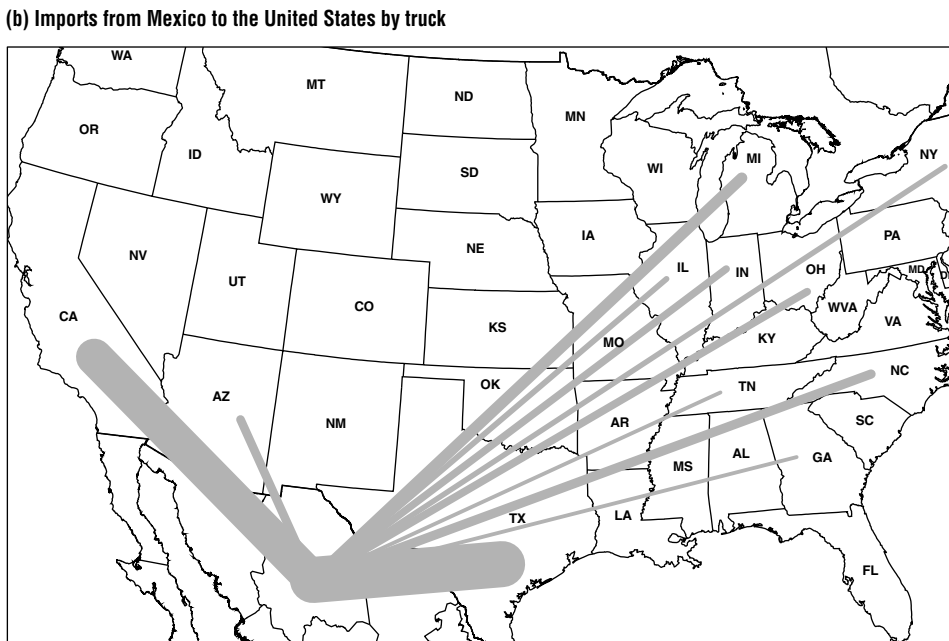 (b) Imports from Mexico to the United States by truck
WA
MT
ND
MN
OR
ID
SD
WI
MI
NY
WY
NE
IA
PA
NV
UT
CO
IL
IN
OH
MD
D
CA
KS
MO
WVA
VA
KY
AZ
NM
OK
AR
TN
NC
SC
MS
AL
GA
TX
LA
FL